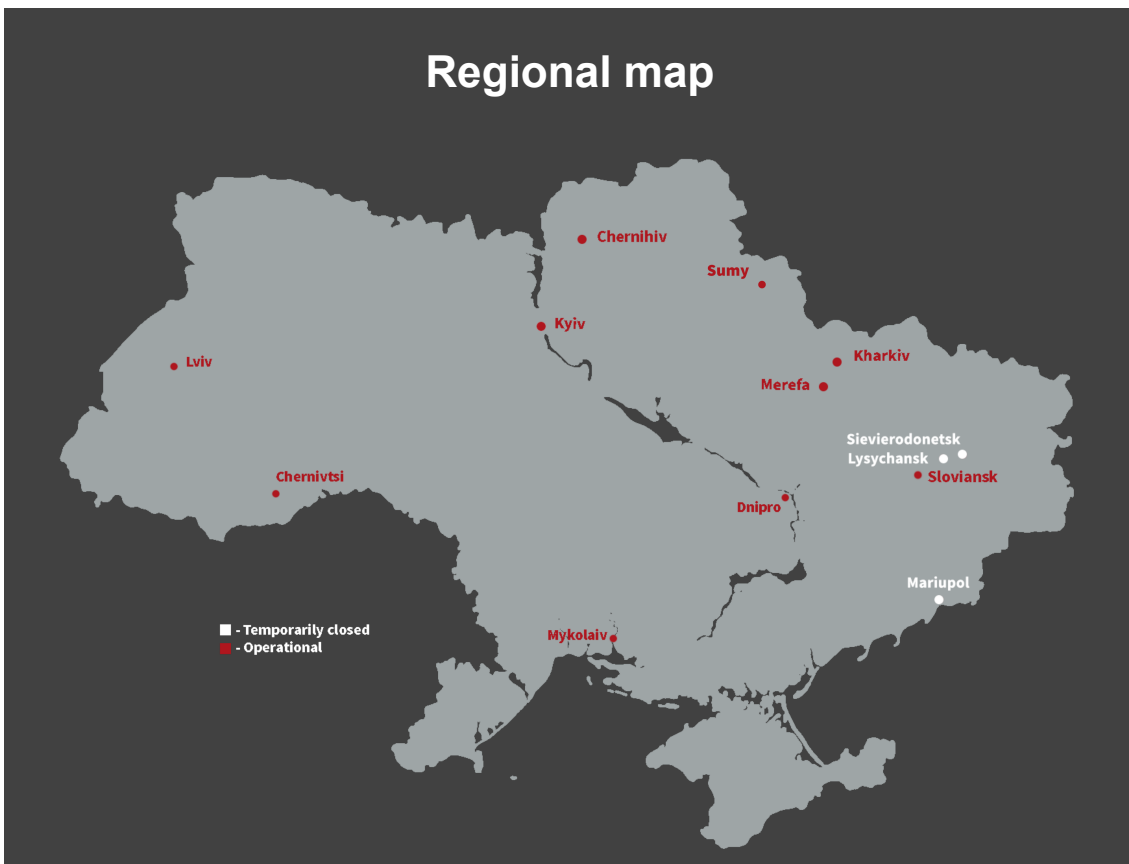 Regional map
Chernihiv
Sumy
Kyiv
Kharkiv
Lviv
Merefa
Sievierodonetsk
Lysychansk
Sloviansk
Chernivtsi
Dnipro
Mariupol
- Temporarily closed
Mykolaiv
- Operational